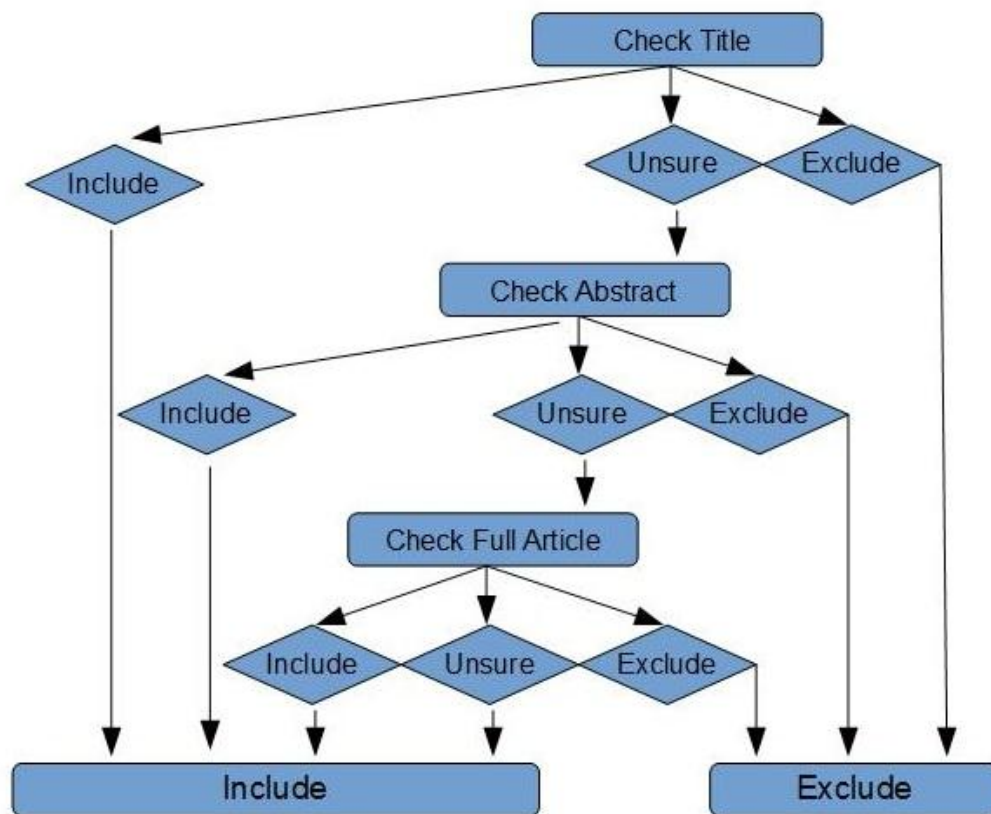 Check Title
Include
Unsure
Exclude
Check Abstract
Include
Unsure
Exclude
Check Full Article
Include
Unsure
Exclude
Include
Exclude